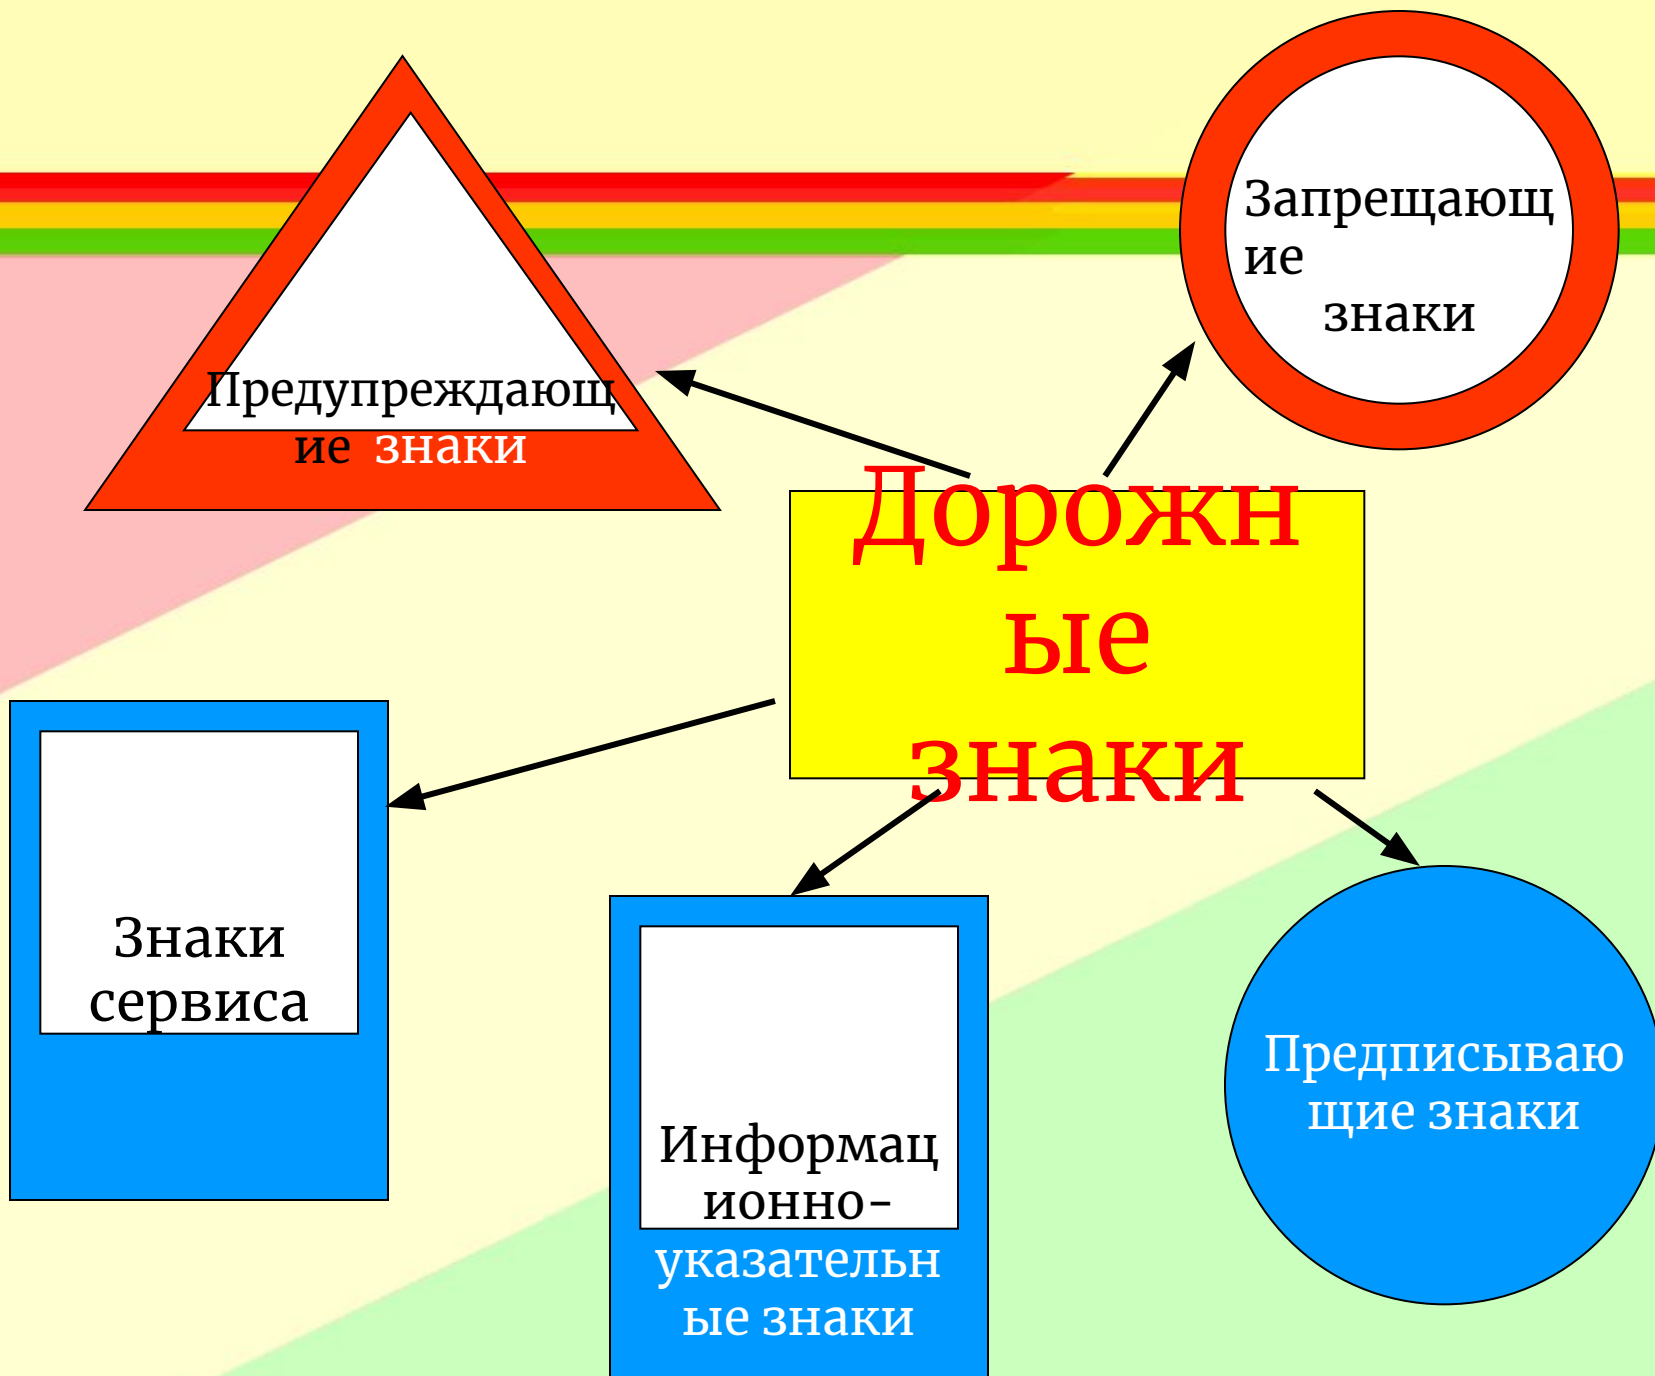 Запрещающ
ие
знаки
Предупреждающ
ие знаки
Дорожн
ые
знаки
Знаки
сервиса
Информац
ионно-
указательн
ые знаки
Предписываю
щие знаки